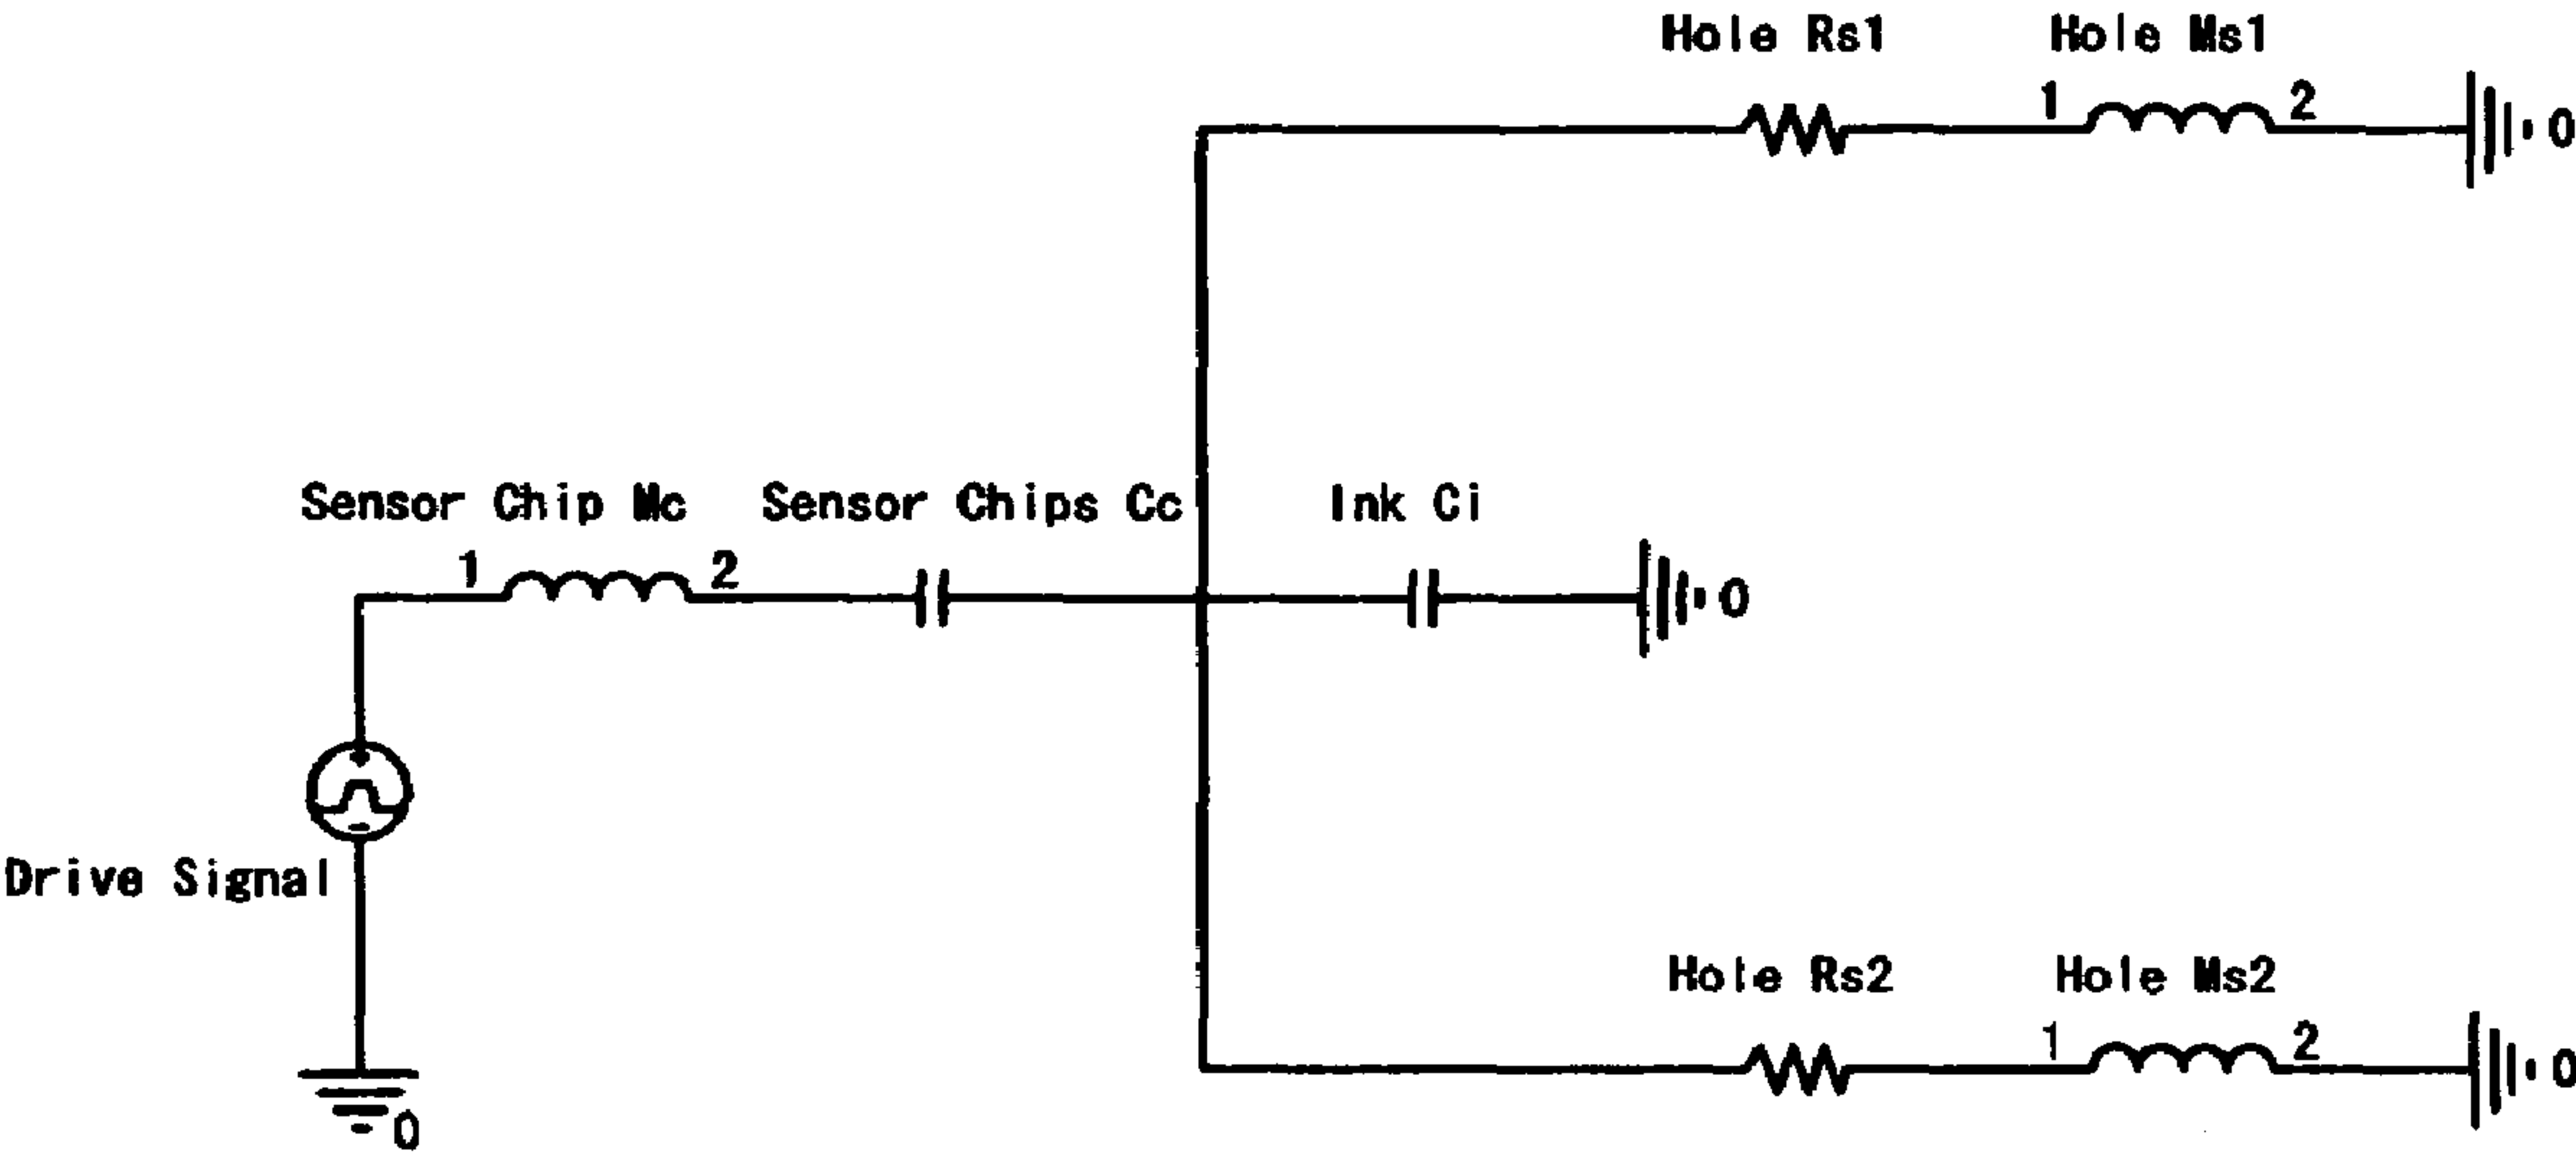 Hole Rs1 Hole Ms1
1 2
0
Sensor Chip Mc Sensor Chips Cc Ink Ci
1 2
0
Drive Signal
Hole Rs2 Hole Ms2
1 2
0
0